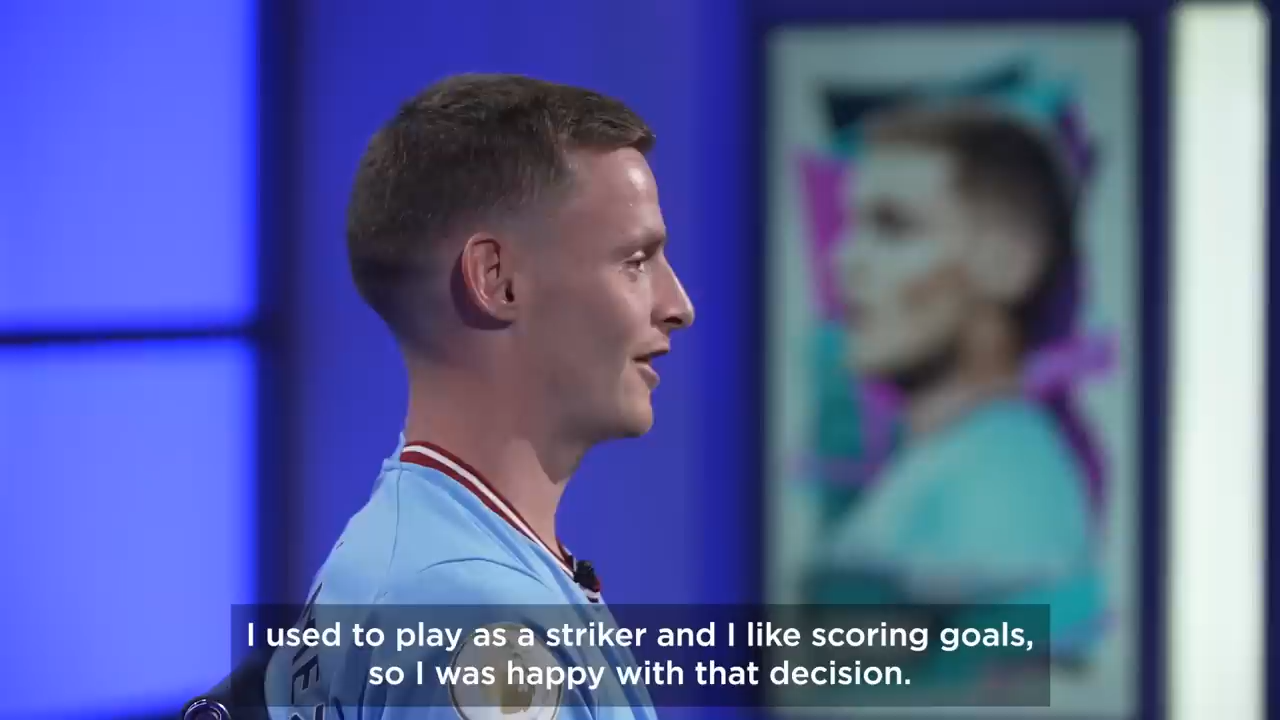 I used to play as a striker and I like scoring goals,
so I was happy with that decision.